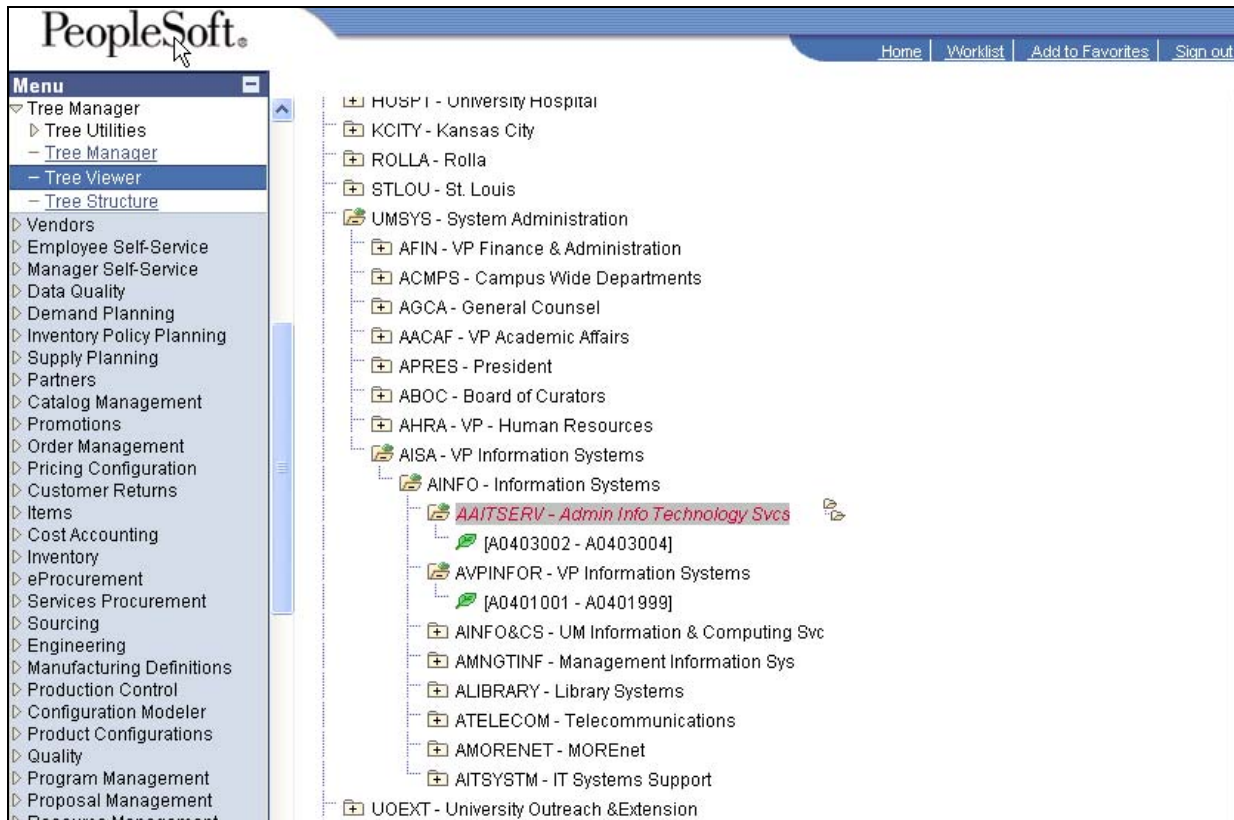 PeopleSoft.
Home | Worklist | Add to Favorites | Sign out
Menu
Tree Manager
Tree Utilities
Tree Manager
Tree Viewer
Tree Structure
Vendors
Employee Self-Service
Manager Self-Service
Data Quality
Demand Planning
Inventory Policy Planning
Supply Planning
Partners
Catalog Management
Promotions
Order Management
Pricing Configuration
Customer Returns
Items
Cost Accounting
Inventory
eProcurement
Services Procurement
Sourcing
Engineering
Manufacturing Definitions
Production Control
Configuration Modeler
Product Configurations
Quality
Program Management
Proposal Management
Resource Management
HOSPT - University Hospital
KCITY - Kansas City
ROLLA - Rolla
STLOU - St. Louis
UMSYS - System Administration
AFIN - VP Finance & Administration
ACMPS - Campus Wide Departments
AGCA - General Counsel
AACAF - VP Academic Affairs
APRES - President
ABOC - Board of Curators
AHRA - VP - Human Resources
AISA - VP Information Systems
AINFO - Information Systems
AAITSERV - Admin Info Technology Svcs
[A0403002 - A0403004]
AVPINFOR - VP Information Systems
[A0401001 - A0401999]
AINFO&CS - UM Information & Computing Svc
AMNGTINF - Management Information Sys
ALIBRARY - Library Systems
ATELECOM - Telecommunications
AMORENET - MOREnet
AITSYSTM - IT Systems Support
UOEXT - University Outreach &Extension